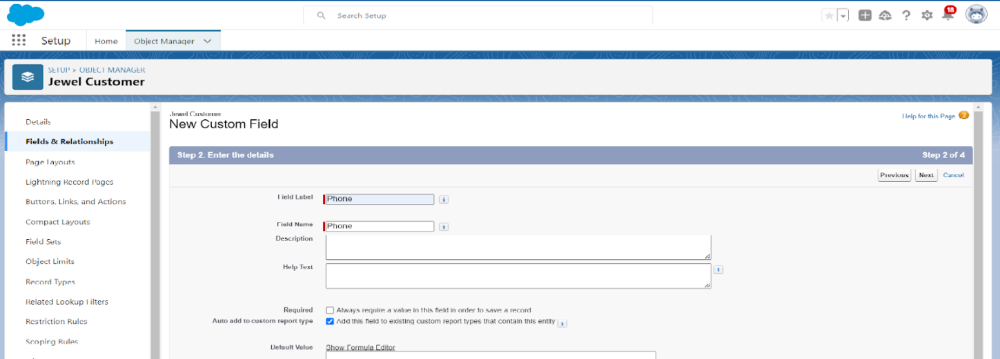 Search Setup
18
Setup
Home
Object Manager
SETUP > OBJECT MANAGER
Jewel Customer
Details
Fields & Relationships
Page Layouts
Lightning Record Pages
Buttons, Links, and Actions
Compact Layouts
Field Sets
Object Limits
Record Types
Related Lookup Filters
Restriction Rules
Scoping Rules
Jewel Customer
New Custom Field
Help for this Page ?
Step 2. Enter the details
Step 2 of 4
Previous Next Cancel
Field Label Phone i
Field Name Phone i
Description
Help Text i
Required Always require a value in this field in order to save a record
Auto add to custom report type Add this field to existing custom report types that contain this entity i
Default Value Show Formula Editor